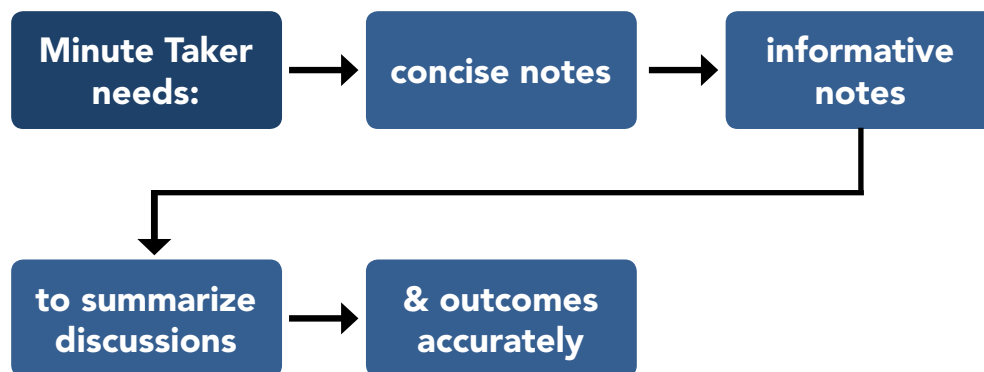 Minute Taker
needs:
concise notes
informative
notes
to summarize
discussions
& outcomes
accurately